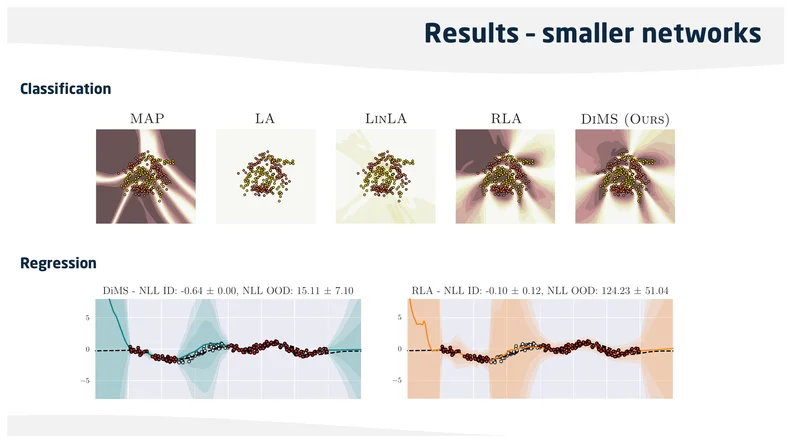 Results – smaller networks
Classification
MAP
LA
LinLA
RLA
DiMS (Ours)
Regression
DiMS - NLL ID: -0.64 ± 0.00, NLL OOD: 15.11 ± 7.10
5
0
−5
RLA - NLL ID: -0.10 ± 0.12, NLL OOD: 124.23 ± 51.04
5
0
−5